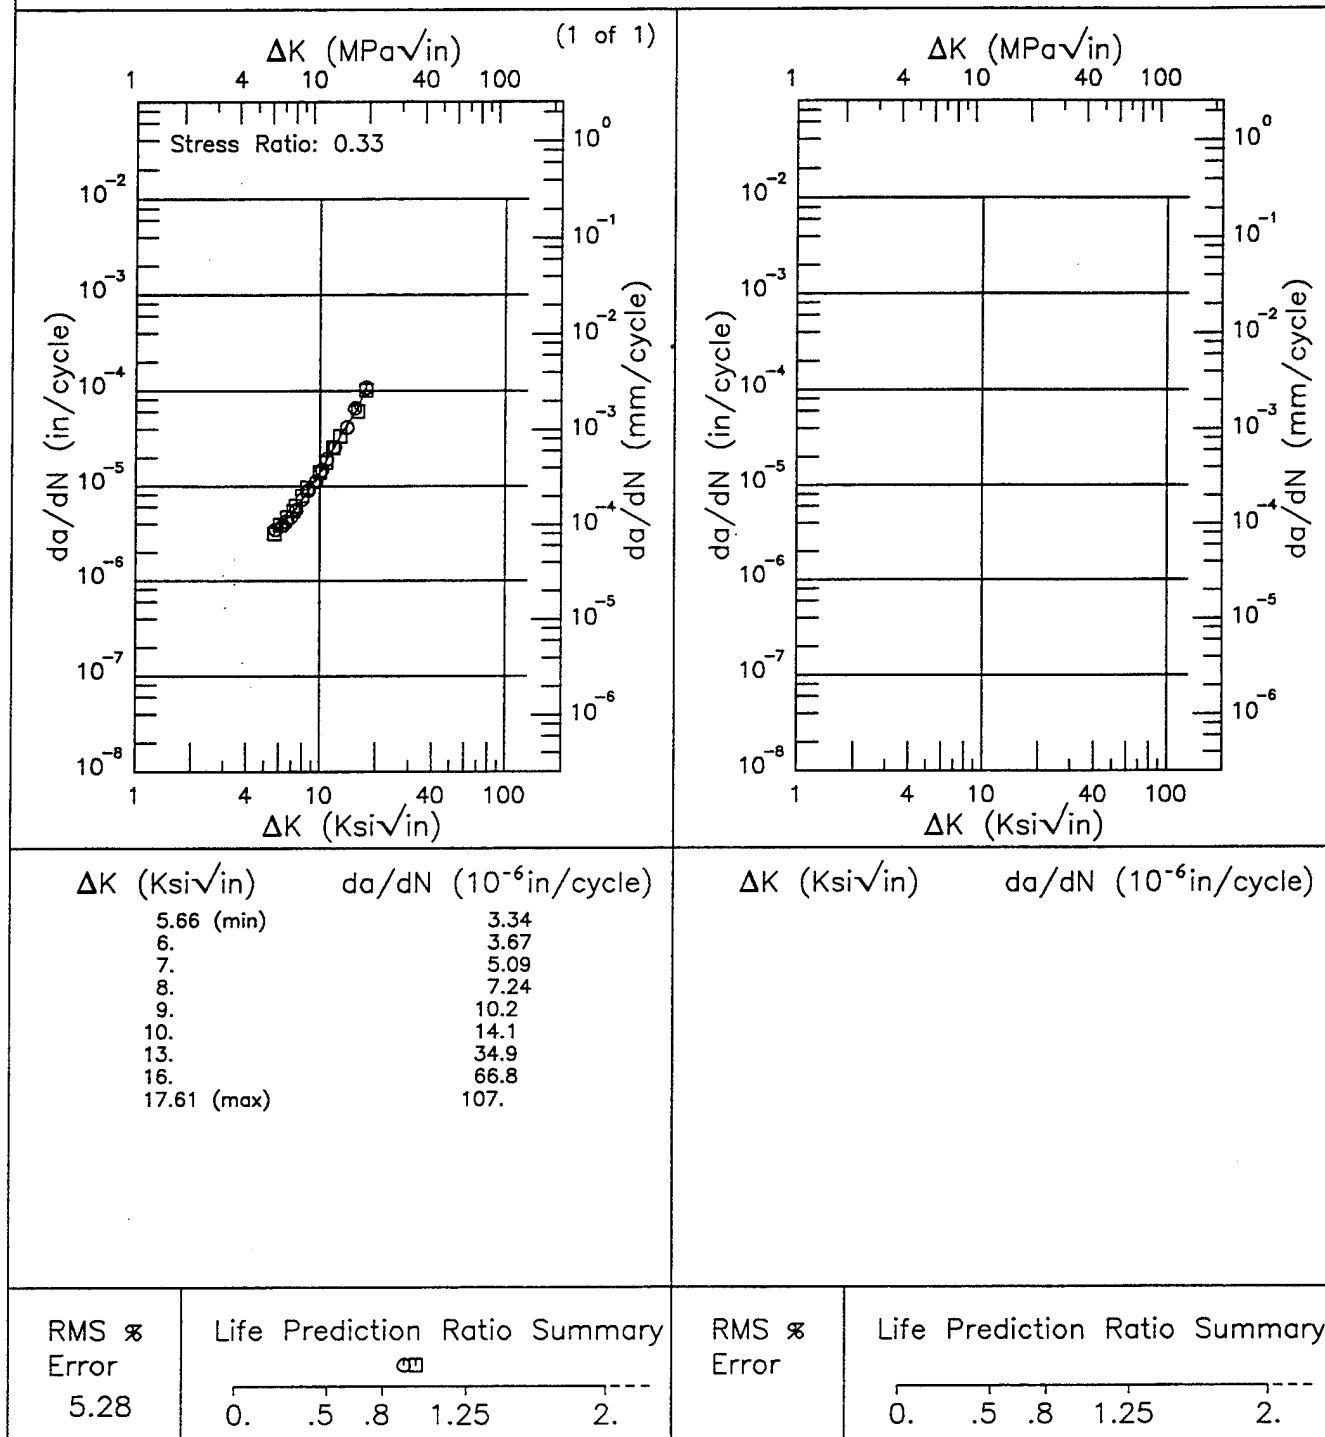 (1 of 1)
ΔK (MPa√in)
1 4 10 40 100
Stress Ratio: 0.33
da/dN (in/cycle)
10⁻²
10⁻³
10⁻⁴
10⁻⁵
10⁻⁶
10⁻⁷
10⁻⁸
10⁰
10⁻¹
10⁻²
10⁻³
10⁻⁴
10⁻⁵
10⁻⁶
da/dN (mm/cycle)
1 4 10 40 100
ΔK (Ksi√in)
ΔK (MPa√in)
1 4 10 40 100
da/dN (in/cycle)
10⁻²
10⁻³
10⁻⁴
10⁻⁵
10⁻⁶
10⁻⁷
10⁻⁸
10⁰
10⁻¹
10⁻²
10⁻³
10⁻⁴
10⁻⁵
10⁻⁶
da/dN (mm/cycle)
1 4 10 40 100
ΔK (Ksi√in)
ΔK (Ksi√in) da/dN (10⁻⁶in/cycle)
5.66 (min) 3.34
6. 3.67
7. 5.09
8. 7.24
9. 10.2
10. 14.1
13. 34.9
16. 66.8
17.61 (max) 107.
ΔK (Ksi√in) da/dN (10⁻⁶in/cycle)
RMS %
Error
5.28
Life Prediction Ratio Summary
0. .5 .8 1.25 2.
RMS %
Error
Life Prediction Ratio Summary
0. .5 .8 1.25 2.